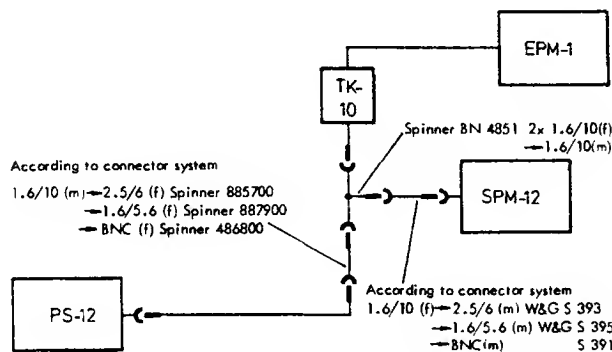 EPM-1
TK-
10
Spinner BN 4851 2x 1.6/10(f)
→1.6/10(m)
According to connector system
1.6/10 (m)→2.5/6 (f) Spinner 885700
→1.6/5.6 (f) Spinner 887900
→BNC (f) Spinner 486800
SPM-12
PS-12
According to connector system
1.6/10 (f)→2.5/6 (m) W&G S 393
→1.6/5.6 (m) W&G S 395
→BNC(m) S 391